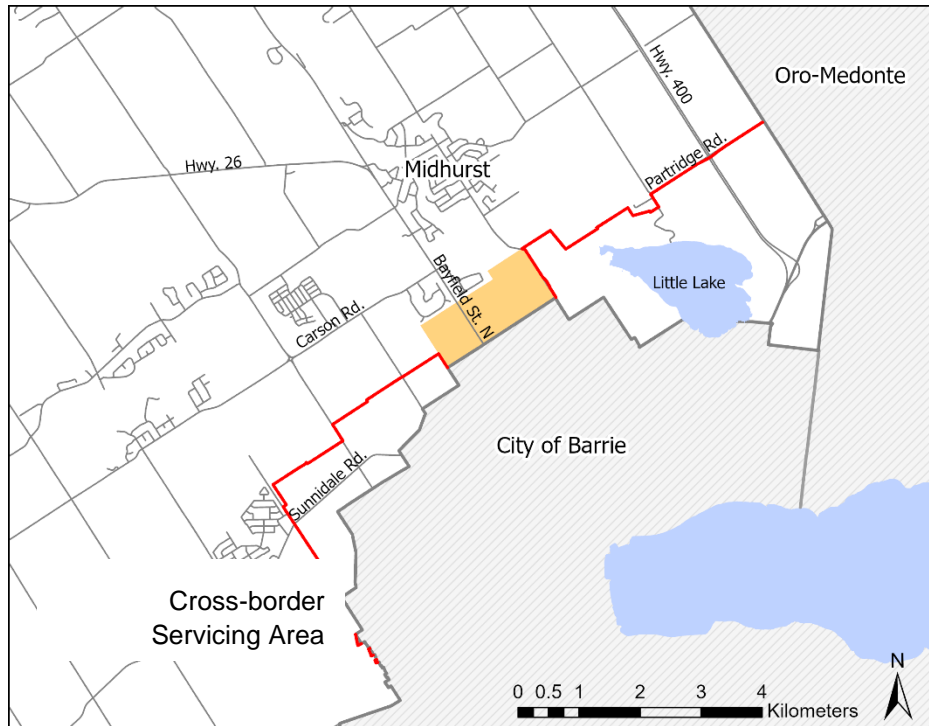 Oro-Medonte
Hwy. 400
Hwy. 26
Midhurst
Partridge Rd.
Bayfield St. N
Little Lake
Carson Rd.
City of Barrie
Sunnidale Rd.
Cross-border
Servicing Area
N
0 0.5 1 2 3 4
Kilometers